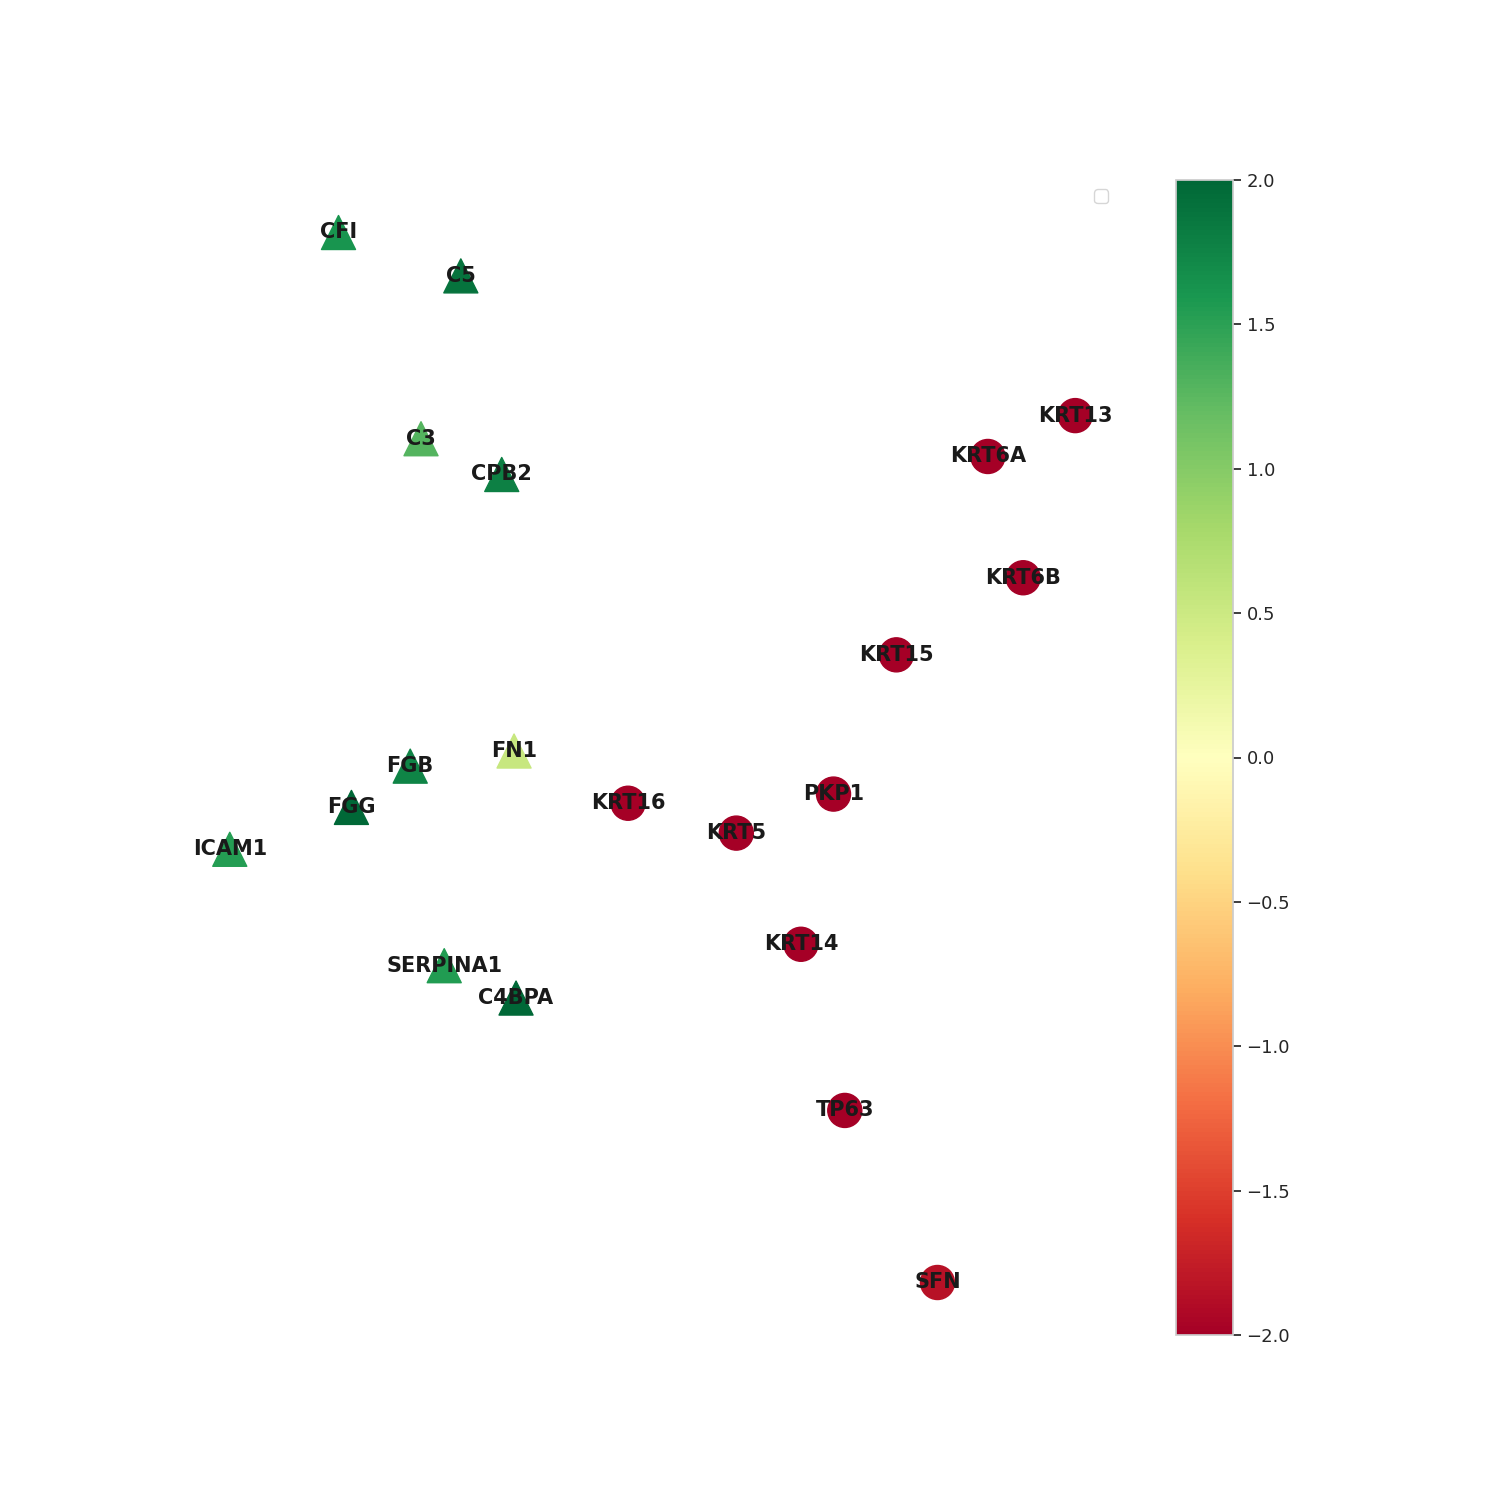 2.0
CFI
C5
1.5
KRT13
C3
KRT6A
1.0
CPB2
KRT6B
0.5
KRT15
FN1
0.0
FGB
PKP1
KRT16
FGG
KRT5
ICAM1
−0.5
KRT14
SERPINA1
C4BPA
−1.0
TP63
−1.5
SFN
−2.0